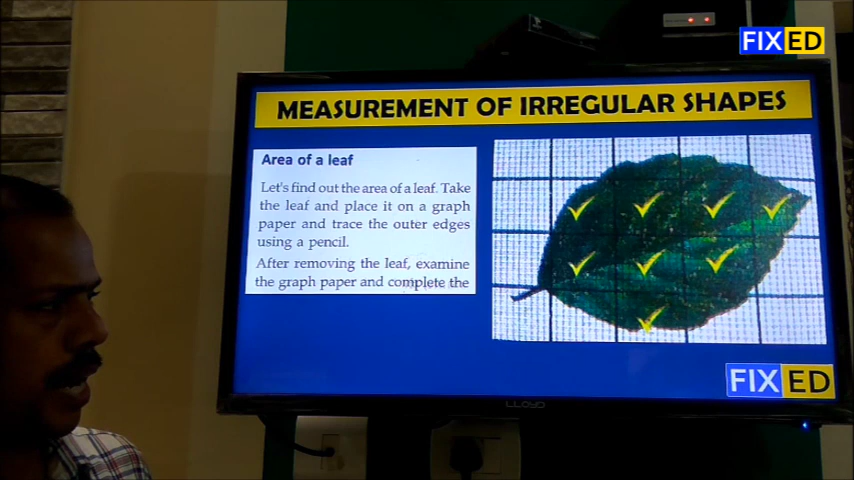 FIXED
MEASUREMENT OF IRREGULAR SHAPES
Area of a leaf
Let's find out the area of a leaf. Take
the leaf and place it on a graph
paper and trace the outer edges
using a pencil.
After removing the leaf, examine
the graph paper and complete the
FIXED
LLOYD